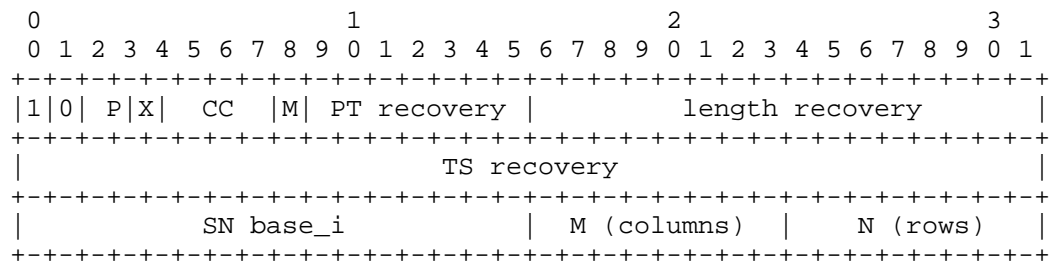 0                   1                   2                   3
 0 1 2 3 4 5 6 7 8 9 0 1 2 3 4 5 6 7 8 9 0 1 2 3 4 5 6 7 8 9 0 1
+-+-+-+-+-+-+-+-+-+-+-+-+-+-+-+-+-+-+-+-+-+-+-+-+-+-+-+-+-+-+-+-+
|1|0| P|X|  CC   |M| PT recovery |         length recovery       |
+-+-+-+-+-+-+-+-+-+-+-+-+-+-+-+-+-+-+-+-+-+-+-+-+-+-+-+-+-+-+-+-+
|                          TS recovery                          |
+-+-+-+-+-+-+-+-+-+-+-+-+-+-+-+-+-+-+-+-+-+-+-+-+-+-+-+-+-+-+-+-+
|           SN base_i           |  M (columns)  |    N (rows)   |
+-+-+-+-+-+-+-+-+-+-+-+-+-+-+-+-+-+-+-+-+-+-+-+-+-+-+-+-+-+-+-+-+